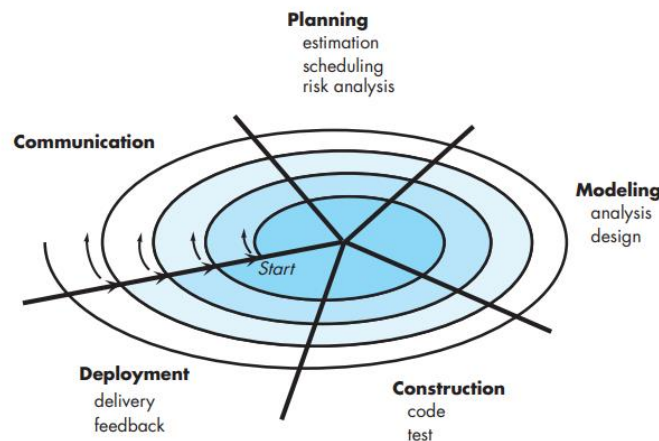 Planning
estimation
scheduling
risk analysis
Communication
Modeling
analysis
design
Start
Deployment
delivery
feedback
Construction
code
test